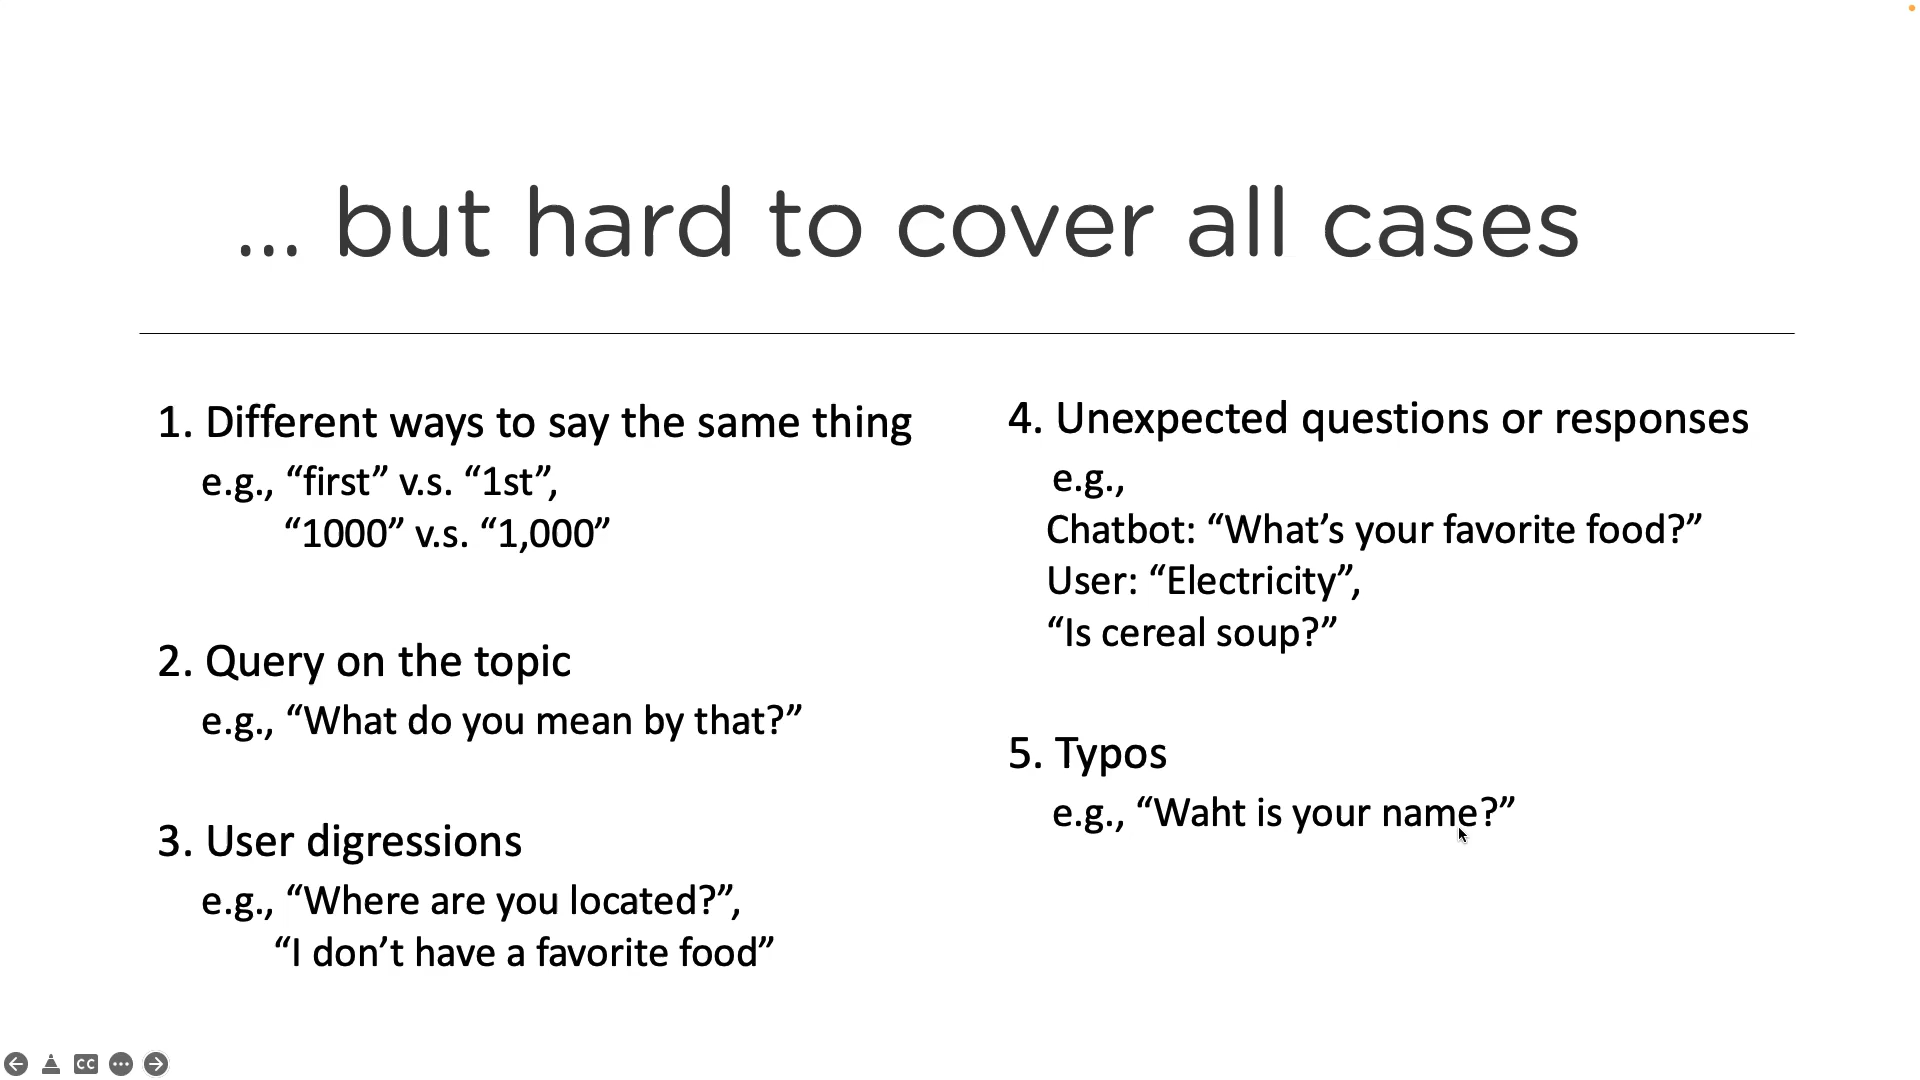 ... but hard to cover all cases
1. Different ways to say the same thing
e.g., “first” v.s. “1st”,
“1000” v.s. “1,000”
2. Query on the topic
e.g., “What do you mean by that?”
3. User digressions
e.g., “Where are you located?”,
“I don’t have a favorite food”
4. Unexpected questions or responses
e.g.,
Chatbot: “What’s your favorite food?”
User: “Electricity”,
“Is cereal soup?”
5. Typos
e.g., “Waht is your name?”
CC